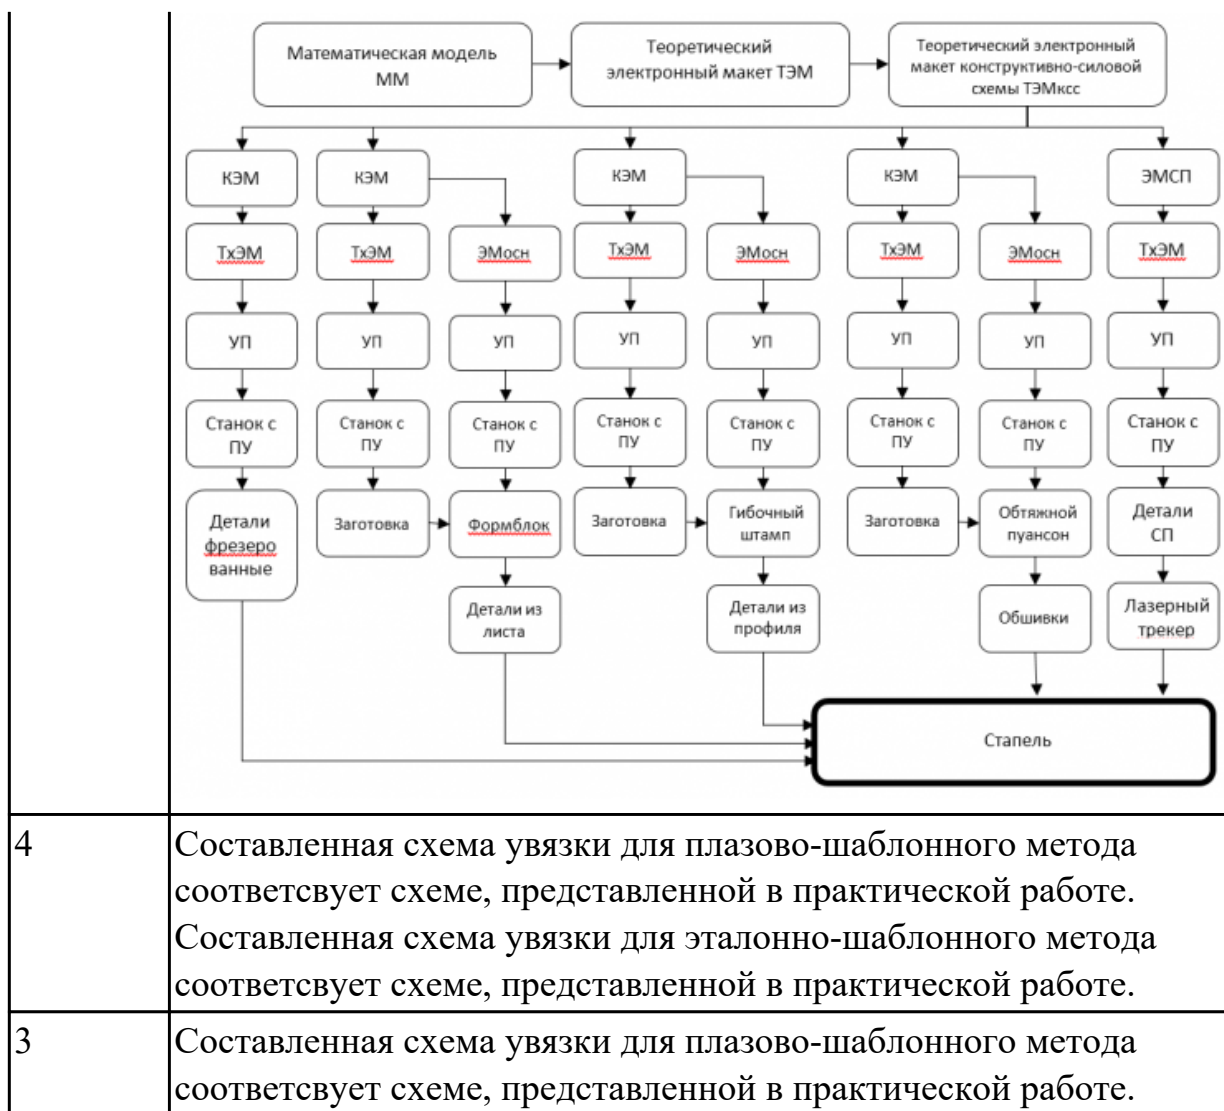 Математическая модель
ММ
Теоретический
электронный макет ТЭМ
Теоретический электронный
макет конструктивно-силовой
схемы ТЭМксс
КЭМ
КЭМ
КЭМ
КЭМ
ЭМСП
ТхЭМ
ТхЭМ
ЭМосн
ТхЭМ
ЭМосн
ТхЭМ
ЭМосн
ТхЭМ
УП
УП
УП
УП
УП
УП
УП
УП
Станок с
ПУ
Станок с
ПУ
Станок с
ПУ
Станок с
ПУ
Станок с
ПУ
Станок с
ПУ
Станок с
ПУ
Станок с
ПУ
Детали
фрезеро
ванные
Заготовка
Формблок
Заготовка
Гибочный
штамп
Заготовка
Обтяжной
пуансон
Детали
СП
Детали из
листа
Детали из
профиля
Обшивки
Лазерный
трекер
Стапель
4
Составленная схема увязки для плазово-шаблонного метода
соответсвует схеме, представленной в практической работе.
Составленная схема увязки для эталонно-шаблонного метода
соответсвует схеме, представленной в практической работе.
3
Составленная схема увязки для плазово-шаблонного метода
соответсвует схеме, представленной в практической работе.